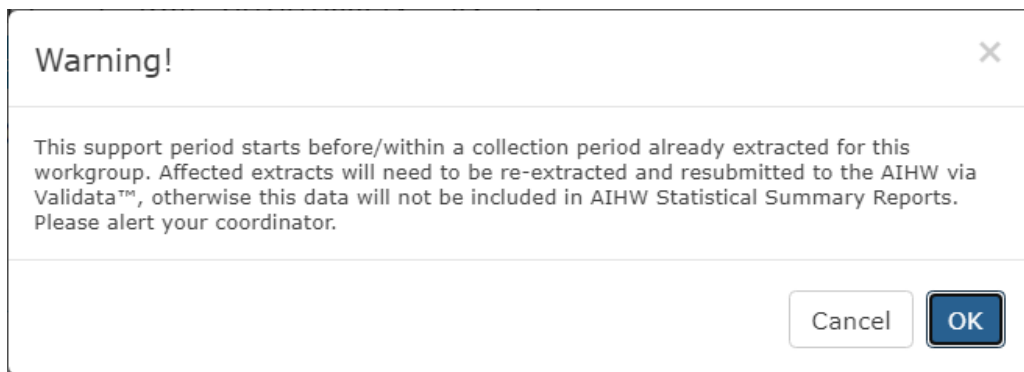 Warning!
×
This support period starts before/within a collection period already extracted for this
workgroup. Affected extracts will need to be re-extracted and resubmitted to the AIHW via
Validata™, otherwise this data will not be included in AIHW Statistical Summary Reports.
Please alert your coordinator.
Cancel OK